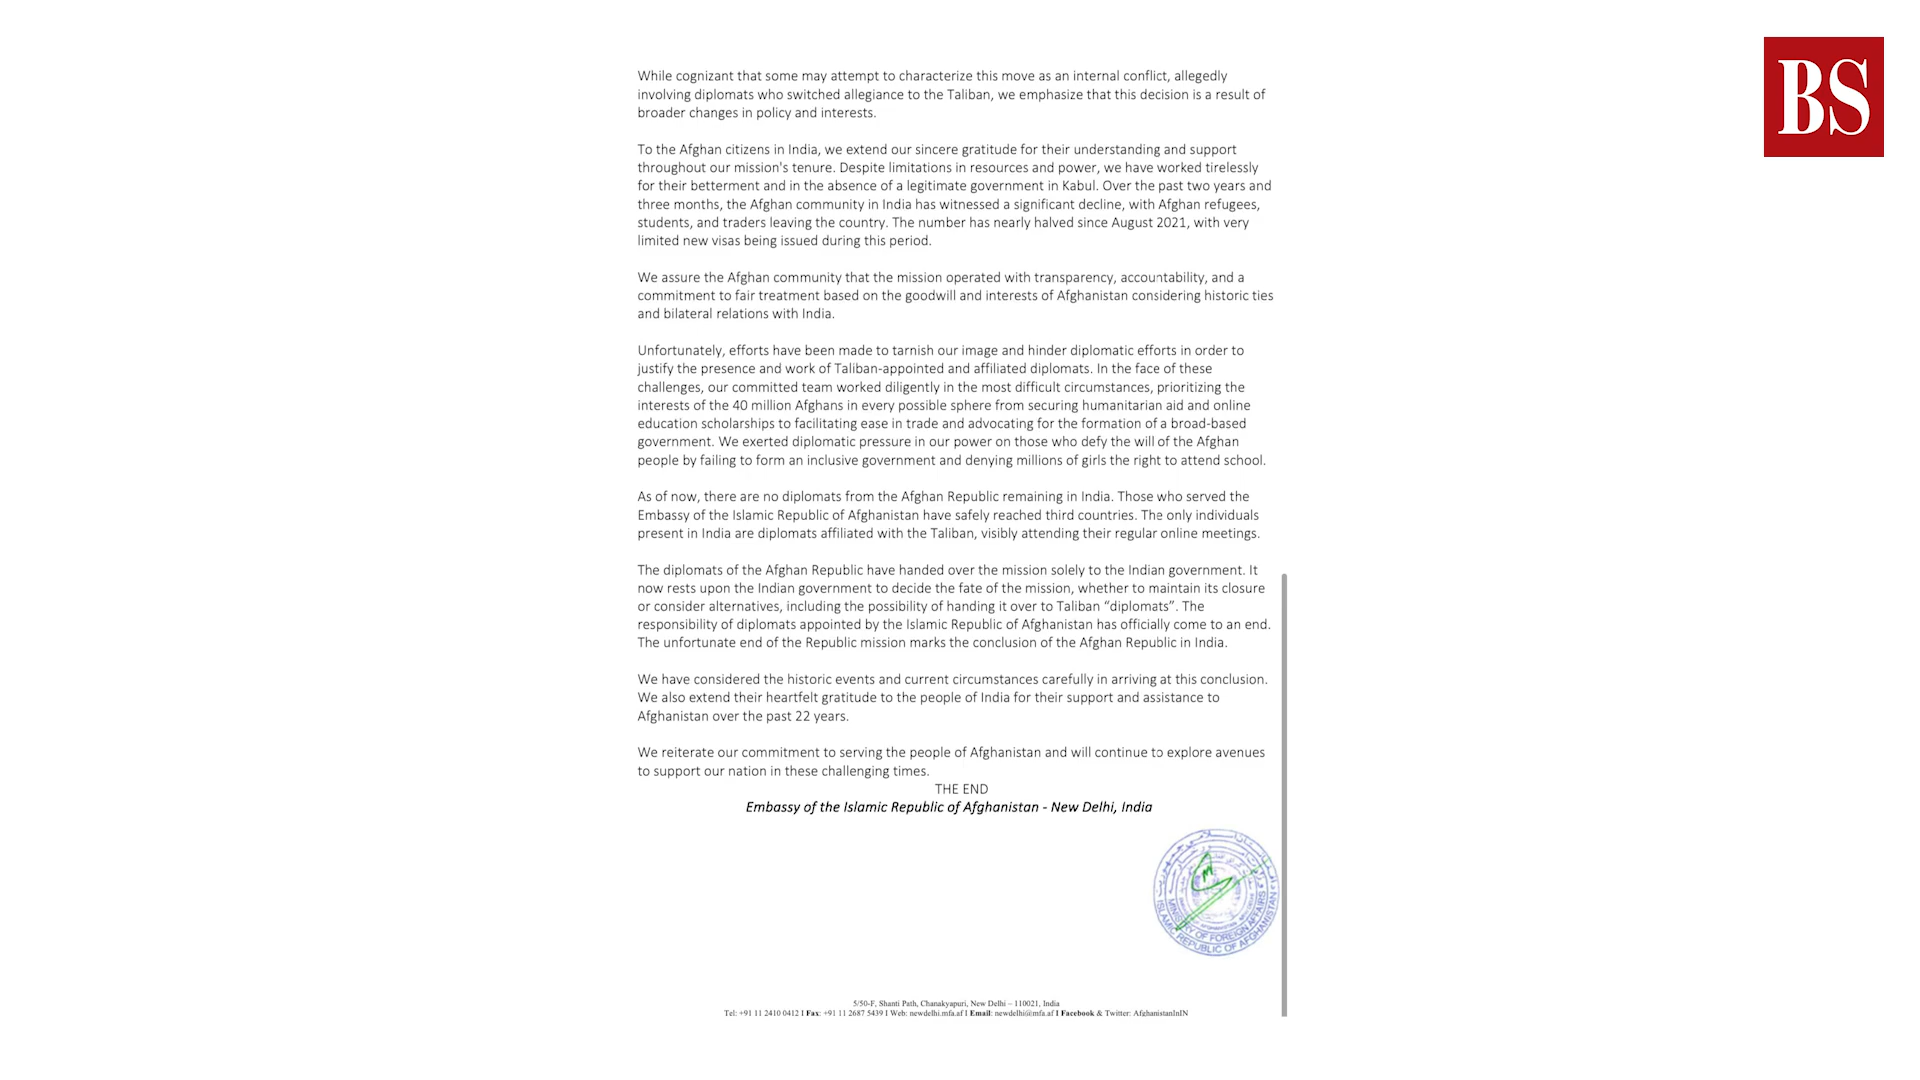 BS
While cognizant that some may attempt to characterize this move as an internal conflict, allegedly
involving diplomats who switched allegiance to the Taliban, we emphasize that this decision is a result of
broader changes in policy and interests.
To the Afghan citizens in India, we extend our sincere gratitude for their understanding and support
throughout our mission's tenure. Despite limitations in resources and power, we have worked tirelessly
for their betterment and in the absence of a legitimate government in Kabul. Over the past two years and
three months, the Afghan community in India has witnessed a significant decline, with Afghan refugees,
students, and traders leaving the country. The number has nearly halved since August 2021, with very
limited new visas being issued during this period.
We assure the Afghan community that the mission operated with transparency, accountability, and a
commitment to fair treatment based on the goodwill and interests of Afghanistan considering historic ties
and bilateral relations with India.
Unfortunately, efforts have been made to tarnish our image and hinder diplomatic efforts in order to
justify the presence and work of Taliban-appointed and affiliated diplomats. In the face of these
challenges, our committed team worked diligently in the most difficult circumstances, prioritizing the
interests of the 40 million Afghans in every possible sphere from securing humanitarian aid and online
education scholarships to facilitating ease in trade and advocating for the formation of a broad-based
government. We exerted diplomatic pressure in our power on those who defy the will of the Afghan
people by failing to form an inclusive government and denying millions of girls the right to attend school.
As of now, there are no diplomats from the Afghan Republic remaining in India. Those who served the
Embassy of the Islamic Republic of Afghanistan have safely reached third countries. The only individuals
present in India are diplomats affiliated with the Taliban, visibly attending their regular online meetings.
The diplomats of the Afghan Republic have handed over the mission solely to the Indian government. It
now rests upon the Indian government to decide the fate of the mission, whether to maintain its closure
or consider alternatives, including the possibility of handing it over to Taliban “diplomats”. The
responsibility of diplomats appointed by the Islamic Republic of Afghanistan has officially come to an end.
The unfortunate end of the Republic mission marks the conclusion of the Afghan Republic in India.
We have considered the historic events and current circumstances carefully in arriving at this conclusion.
We also extend their heartfelt gratitude to the people of India for their support and assistance to
Afghanistan over the past 22 years.
We reiterate our commitment to serving the people of Afghanistan and will continue to explore avenues
to support our nation in these challenging times.
THE END
Embassy of the Islamic Republic of Afghanistan - New Delhi, India
MINISTRY OF FOREIGN AFFAIRS
ISLAMIC REPUBLIC OF AFGHANISTAN
5/50-F, Shanti Path, Chanakyapuri, New Delhi – 110021, India
Tel: +91 11 2410 0412 I Fax: +91 11 2687 5439 I Web: newdelhi.mfa.af I Email: newdelhi@mfa.af I Facebook & Twitter: AfghanistanInIN